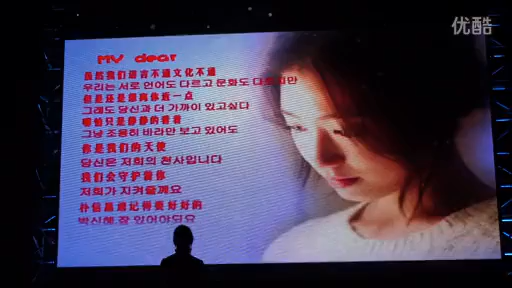 优酷
MY dear
虽然我们语言不通文化不通
우리는 서로 언어도 다르고 문화도 다르지만
但是还是想离你近一点
그래도 당신과 더 가까이 있고싶다
哪怕只是静静的看着
그냥 조용히 바라만 보고 있어도
你是我们的天使
당신은 저희의 천사입니다
我们会守护着你
저희가 지켜줄께요
朴信惠 记得要好好的
박신혜 잘 있어야되요